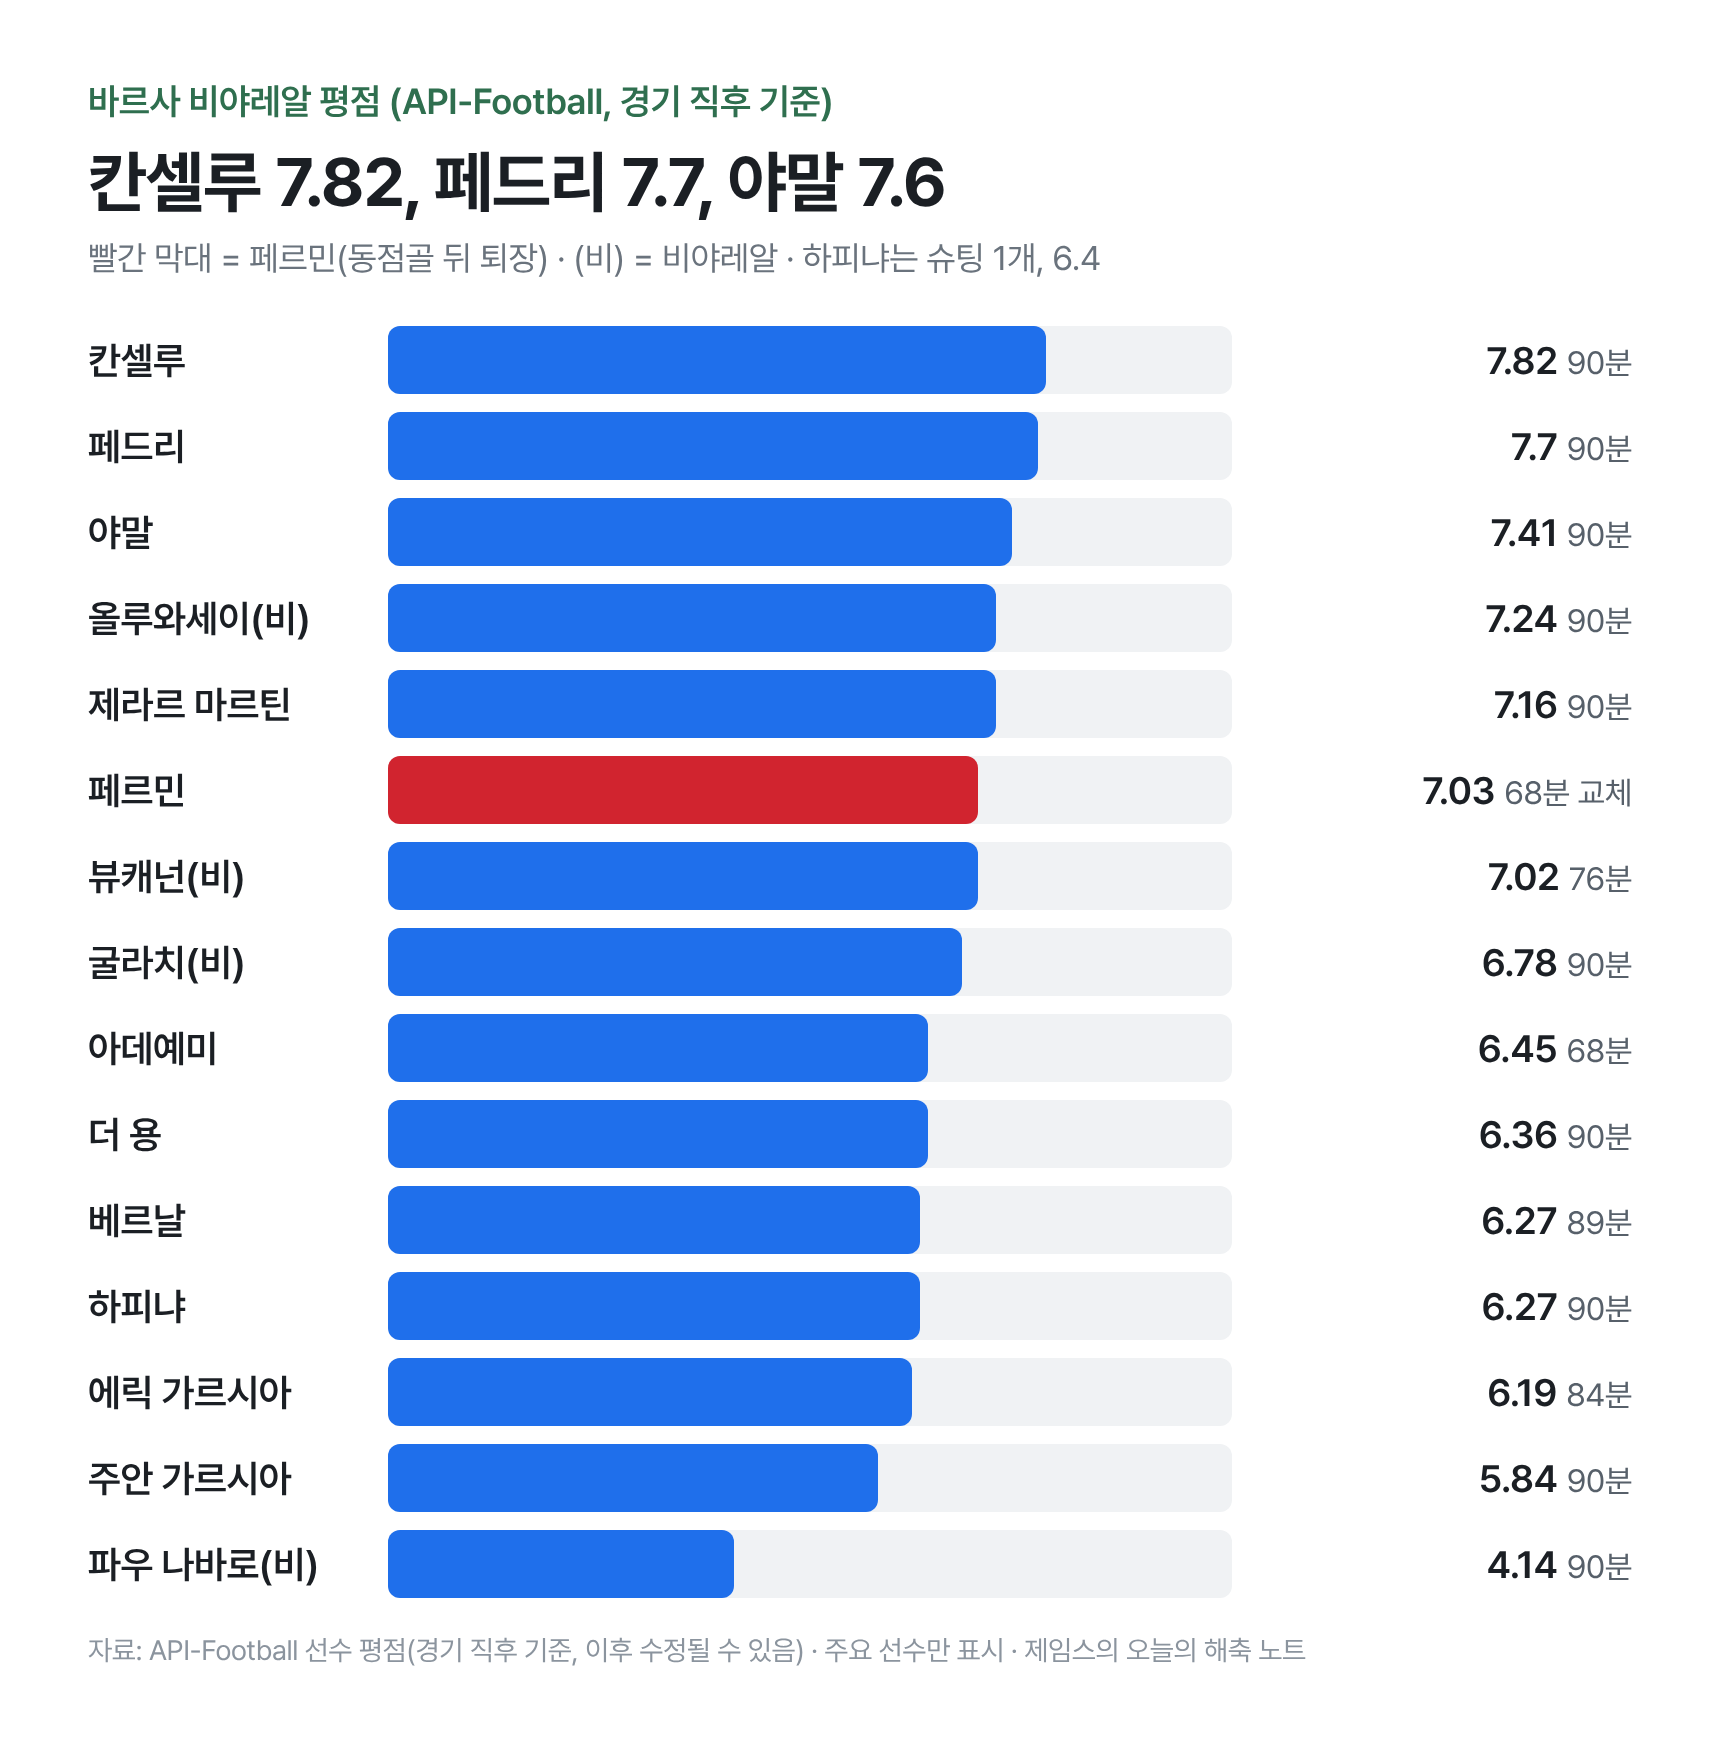 바르사 비야레알 평점 (API-Football, 경기 직후 기준)
칸셀루 7.82, 페드리 7.7, 야말 7.6
빨간 막대 = 페르민(동점골 뒤 퇴장) · (비) = 비야레알 · 하피냐는 슈팅 1개, 6.4
칸셀루 7.82 90분
페드리 7.7 90분
야말 7.41 90분
올루와세이(비) 7.24 90분
제라르 마르틴 7.16 90분
페르민 7.03 68분 교체
뷰캐넌(비) 7.02 76분
굴라치(비) 6.78 90분
아데예미 6.45 68분
더 용 6.36 90분
베르날 6.27 89분
하피냐 6.27 90분
에릭 가르시아 6.19 84분
주안 가르시아 5.84 90분
파우 나바로(비) 4.14 90분
자료: API-Football 선수 평점(경기 직후 기준, 이후 수정될 수 있음) · 주요 선수만 표시 · 제임스의 오늘의 해축 노트